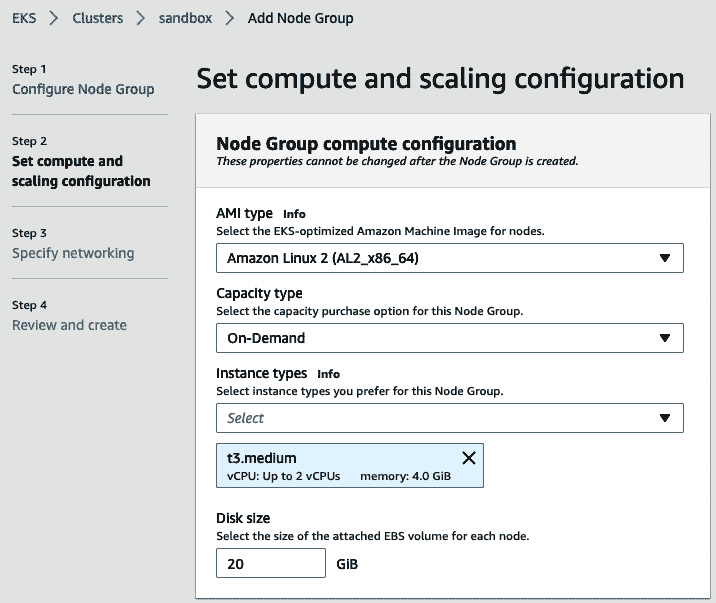 EKS > Clusters > sandbox > Add Node Group
Step 1
Configure Node Group
Step 2
Set compute and
scaling configuration
Step 3
Specify networking
Step 4
Review and create
Set compute and scaling configuration
Node Group compute configuration
These properties cannot be changed after the Node Group is created.
AMI type Info
Select the EKS-optimized Amazon Machine Image for nodes.
Amazon Linux 2 (AL2_x86_64)
Capacity type
Select the capacity purchase option for this Node Group.
On-Demand
Instance types Info
Select instance types you prefer for this Node Group.
Select
t3.medium
vCPU: Up to 2 vCPUs memory: 4.0 GiB
Disk size
Select the size of the attached EBS volume for each node.
20 GiB